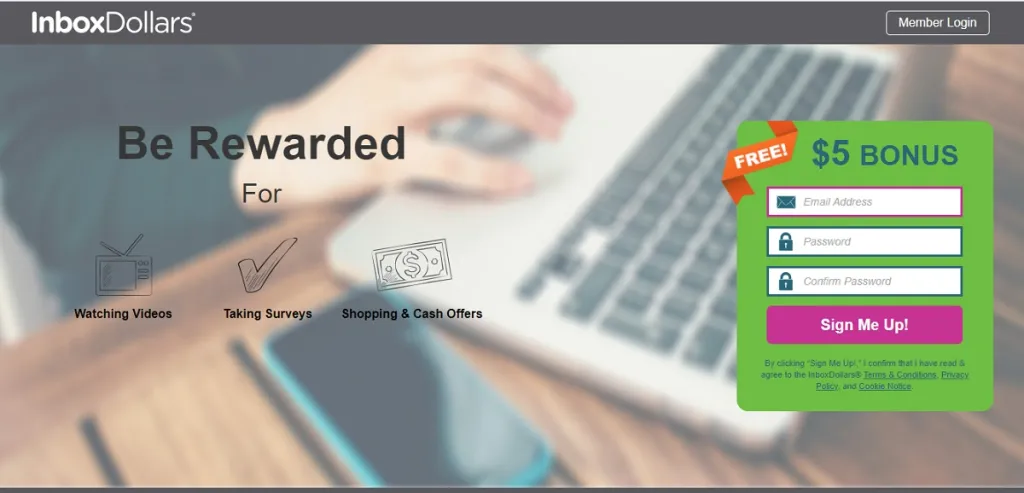 InboxDollars®
Member Login
Be Rewarded
For
Watching Videos
Taking Surveys
Shopping & Cash Offers
FREE!
$5 BONUS
Email Address
Password
Confirm Password
Sign Me Up!
By clicking "Sign Me Up!," I confirm that I have read &
agree to the InboxDollars® Terms & Conditions, Privacy
Policy, and Cookie Notice.